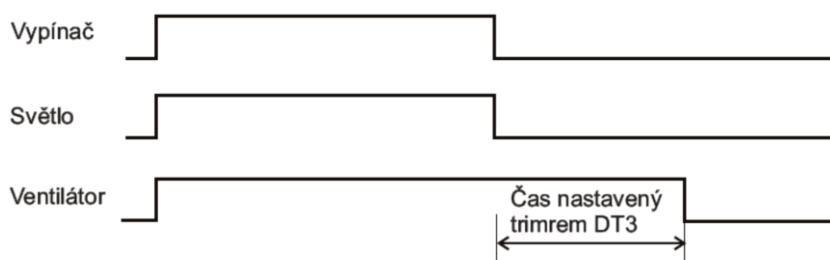 Vypínač
Světlo
Ventilátor
Čas nastavený
trimrem DT3